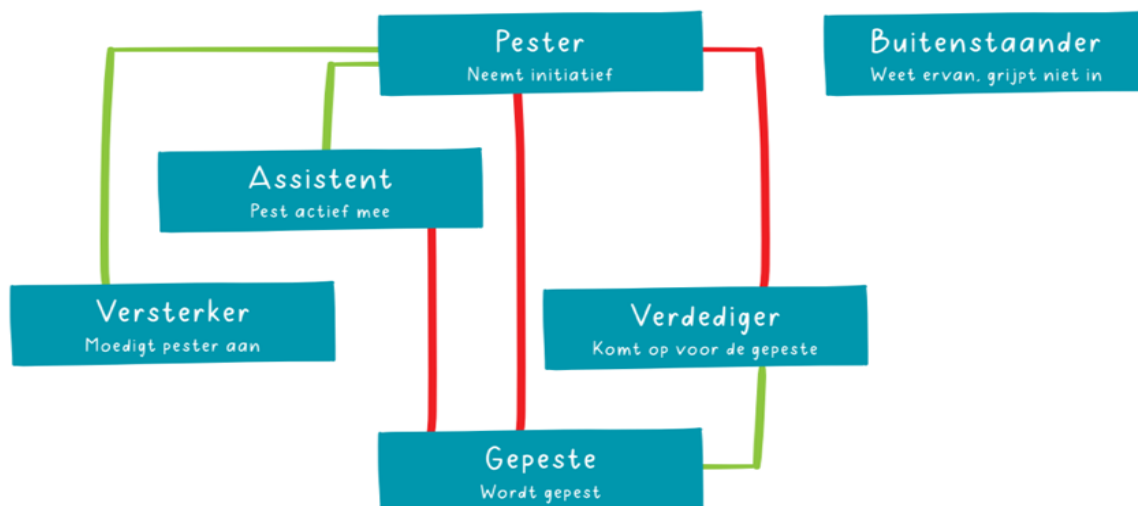 Pester
Neemt initiatief
Buitenstaander
Weet ervan, grijpt niet in
Assistent
Pest actief mee
Versterker
Moedigt pester aan
Verdediger
Komt op voor de gepeste
Gepeste
Wordt gepest